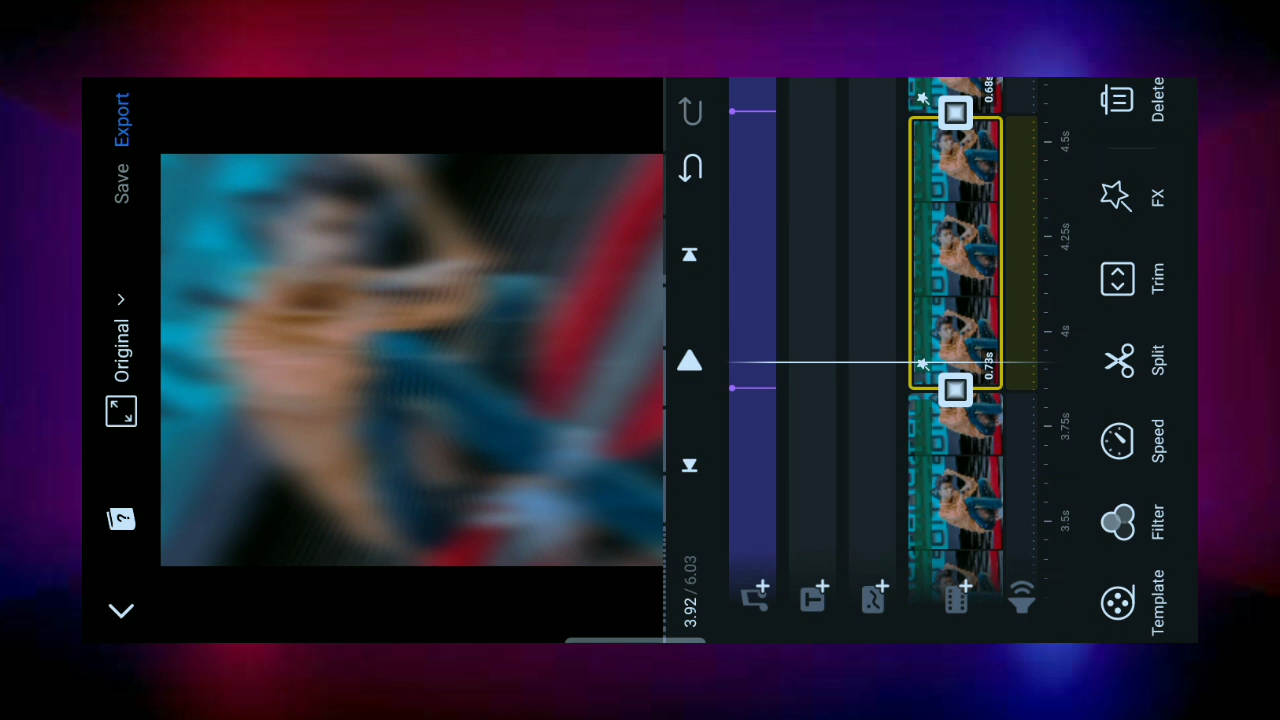 Save Export
Original
3.92 / 6.03
0.73s
0.68s
3.5s
3.75s
4s
4.25s
4.5s
Template
Filter
Speed
Split
Trim
FX
Delete